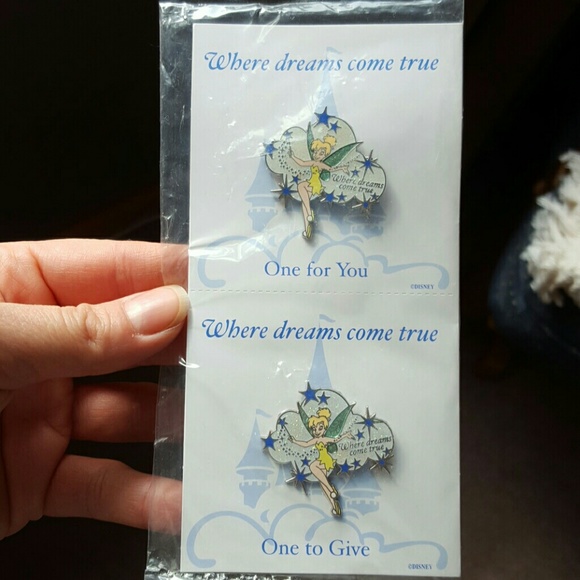 Where dreams come true
Where dreams
come true
One for You
©DISNEY
Where dreams come true
Where dreams
come true
One to Give
©DISNEY